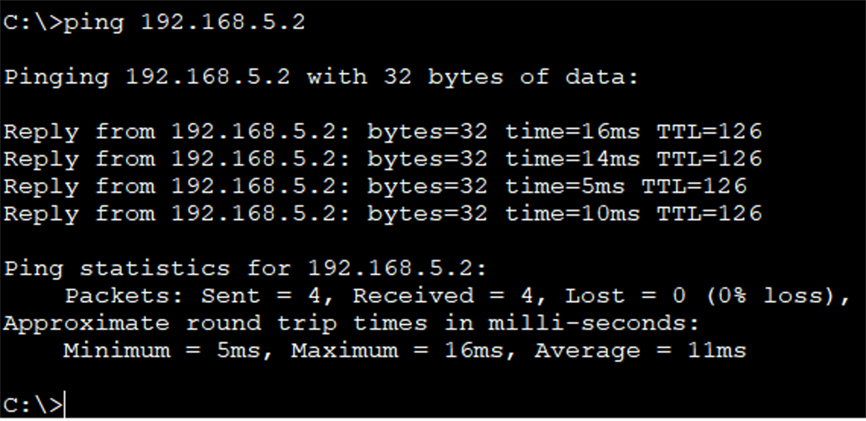 C:\>ping 192.168.5.2
Pinging 192.168.5.2 with 32 bytes of data:
Reply from 192.168.5.2: bytes=32 time=16ms TTL=126
Reply from 192.168.5.2: bytes=32 time=14ms TTL=126
Reply from 192.168.5.2: bytes=32 time=5ms TTL=126
Reply from 192.168.5.2: bytes=32 time=10ms TTL=126
Ping statistics for 192.168.5.2:
    Packets: Sent = 4, Received = 4, Lost = 0 (0% loss),
Approximate round trip times in milli-seconds:
    Minimum = 5ms, Maximum = 16ms, Average = 11ms
C:\>